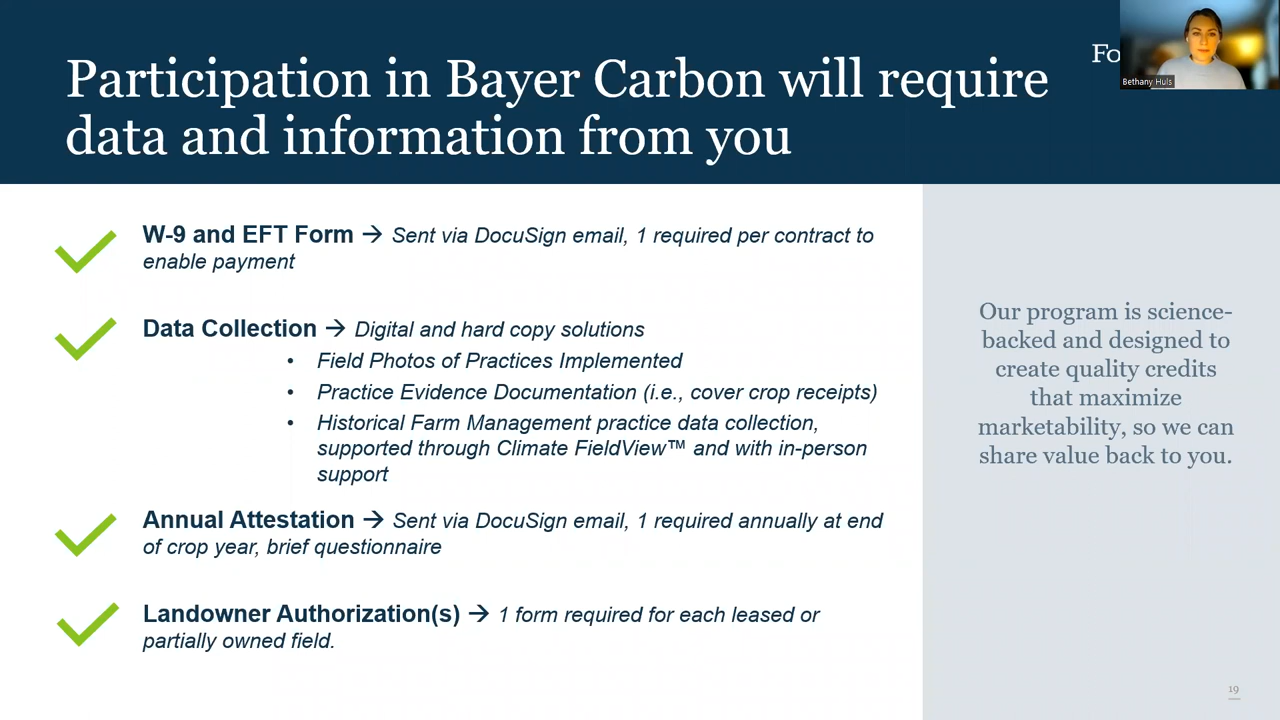 Participation in Bayer Carbon will require
data and information from you
Fo
Bethany Huls
W-9 and EFT Form → Sent via DocuSign email, 1 required per contract to
enable payment
Data Collection → Digital and hard copy solutions
• Field Photos of Practices Implemented
• Practice Evidence Documentation (i.e., cover crop receipts)
• Historical Farm Management practice data collection,
supported through Climate FieldView™ and with in-person
support
Annual Attestation → Sent via DocuSign email, 1 required annually at end
of crop year, brief questionnaire
Landowner Authorization(s) → 1 form required for each leased or
partially owned field.
Our program is science-
backed and designed to
create quality credits
that maximize
marketability, so we can
share value back to you.
19